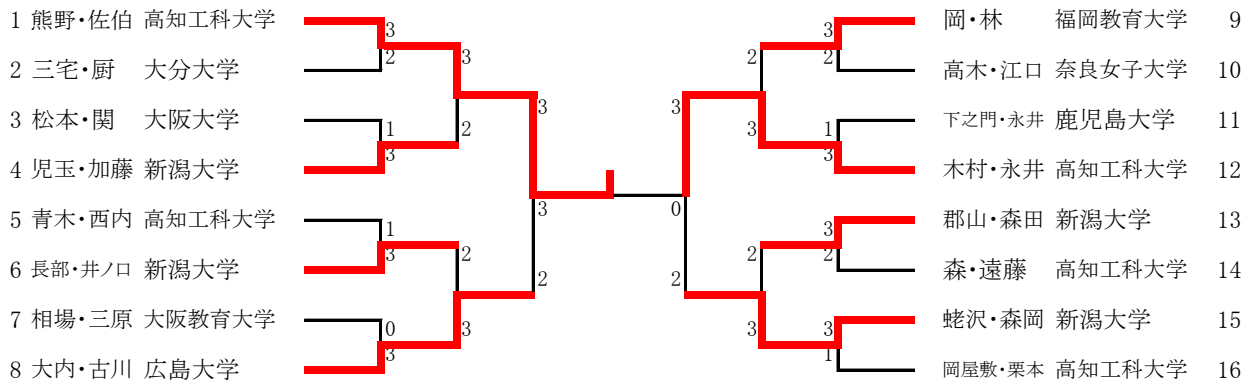 1 熊野・佐伯 高知工科大学
2 三宅・厨 大分大学
3 松本・関 大阪大学
4 児玉・加藤 新潟大学
5 青木・西内 高知工科大学
6 長部・井ノ口 新潟大学
7 相場・三原 大阪教育大学
8 大内・古川 広島大学
3
2
1
3
1
3
0
3
3
2
2
3
3
2
3
0
3
2
2
3
2
3
3
2
1
3
3
2
3
1
岡・林 福岡教育大学 9
高木・江口 奈良女子大学 10
下之門・永井 鹿児島大学 11
木村・永井 高知工科大学 12
郡山・森田 新潟大学 13
森・遠藤 高知工科大学 14
蛯沢・森岡 新潟大学 15
岡屋敷・栗本 高知工科大学 16